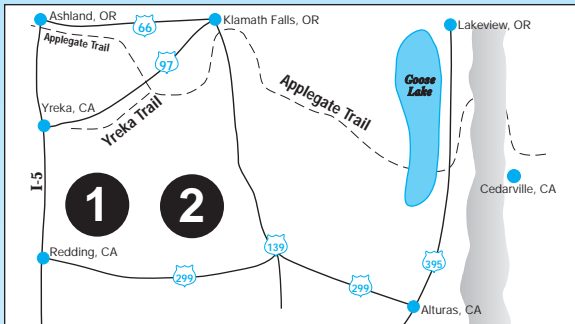 Ashland, OR
66
Klamath Falls, OR
Lakeview, OR
Applegate Trail
97
Goose
Lake
Applegate Trail
Yreka, CA
Yreka Trail
I-5
1
2
Cedarville, CA
Redding, CA
139
395
299
299
Alturas, CA